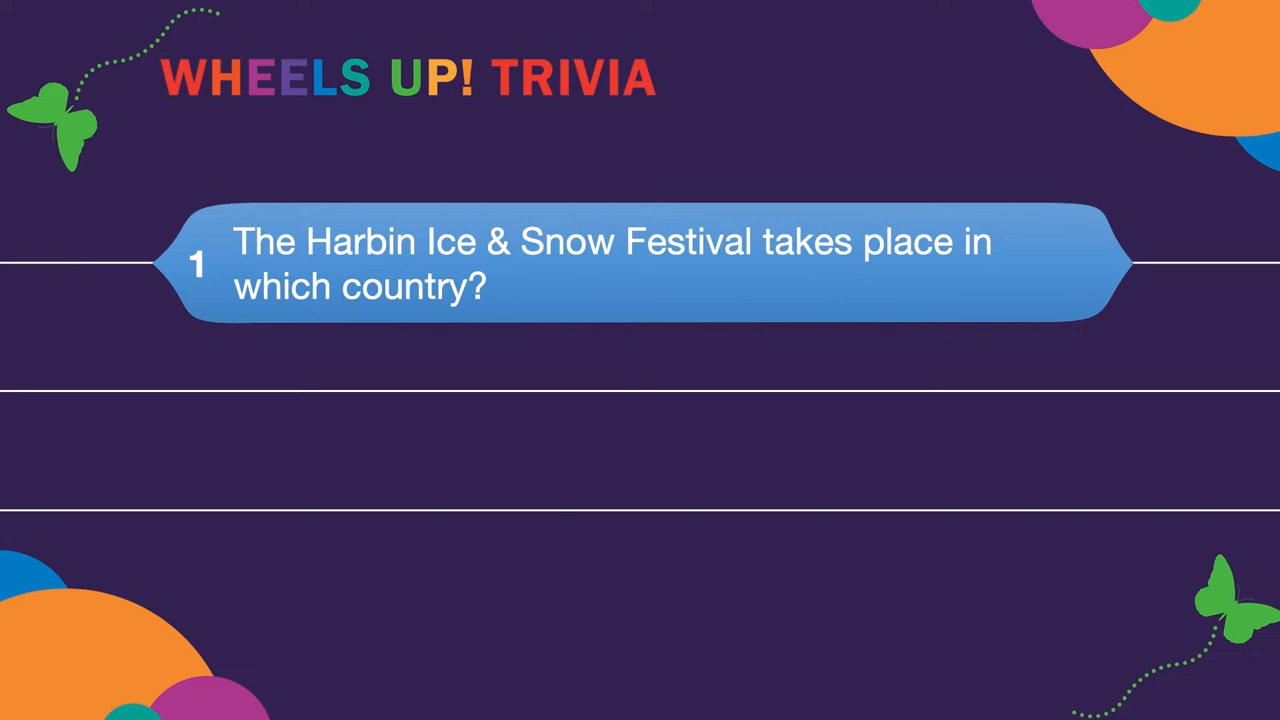 WHEELS UP! TRIVIA
1
The Harbin Ice & Snow Festival takes place in
which country?